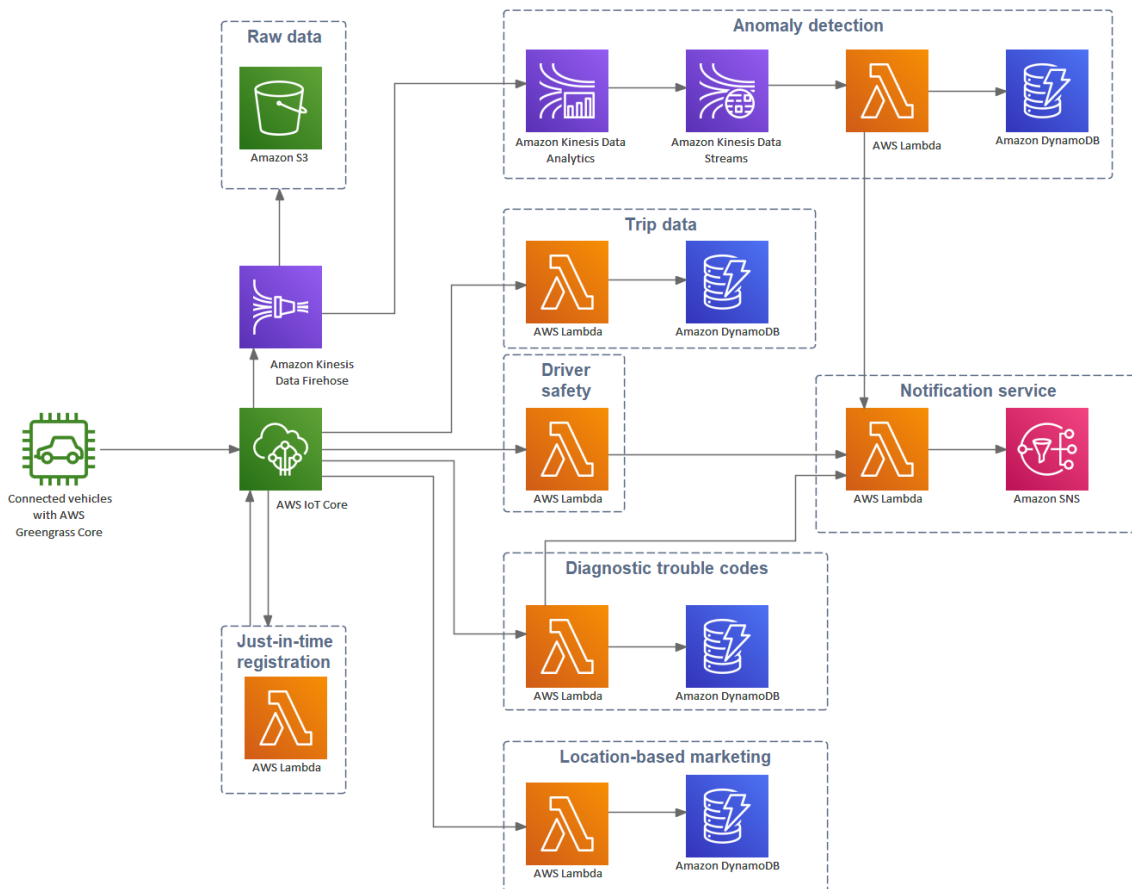 Raw data
Amazon S3
Anomaly detection
Amazon Kinesis Data
Analytics
Amazon Kinesis Data
Streams
AWS Lambda
Amazon DynamoDB
Trip data
AWS Lambda
Amazon DynamoDB
Amazon Kinesis
Data Firehose
Driver
safety
AWS Lambda
Notification service
AWS Lambda
Amazon SNS
Connected vehicles
with AWS
Greengrass Core
AWS IoT Core
Diagnostic trouble codes
AWS Lambda
Amazon DynamoDB
Just-in-time
registration
AWS Lambda
Location-based marketing
AWS Lambda
Amazon DynamoDB